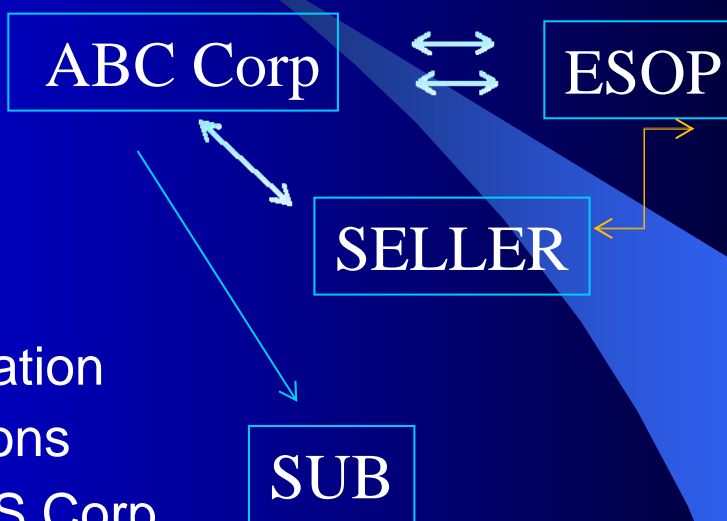 ABC Corp
ESOP
SELLER
ation
ons
SUB
S Corp